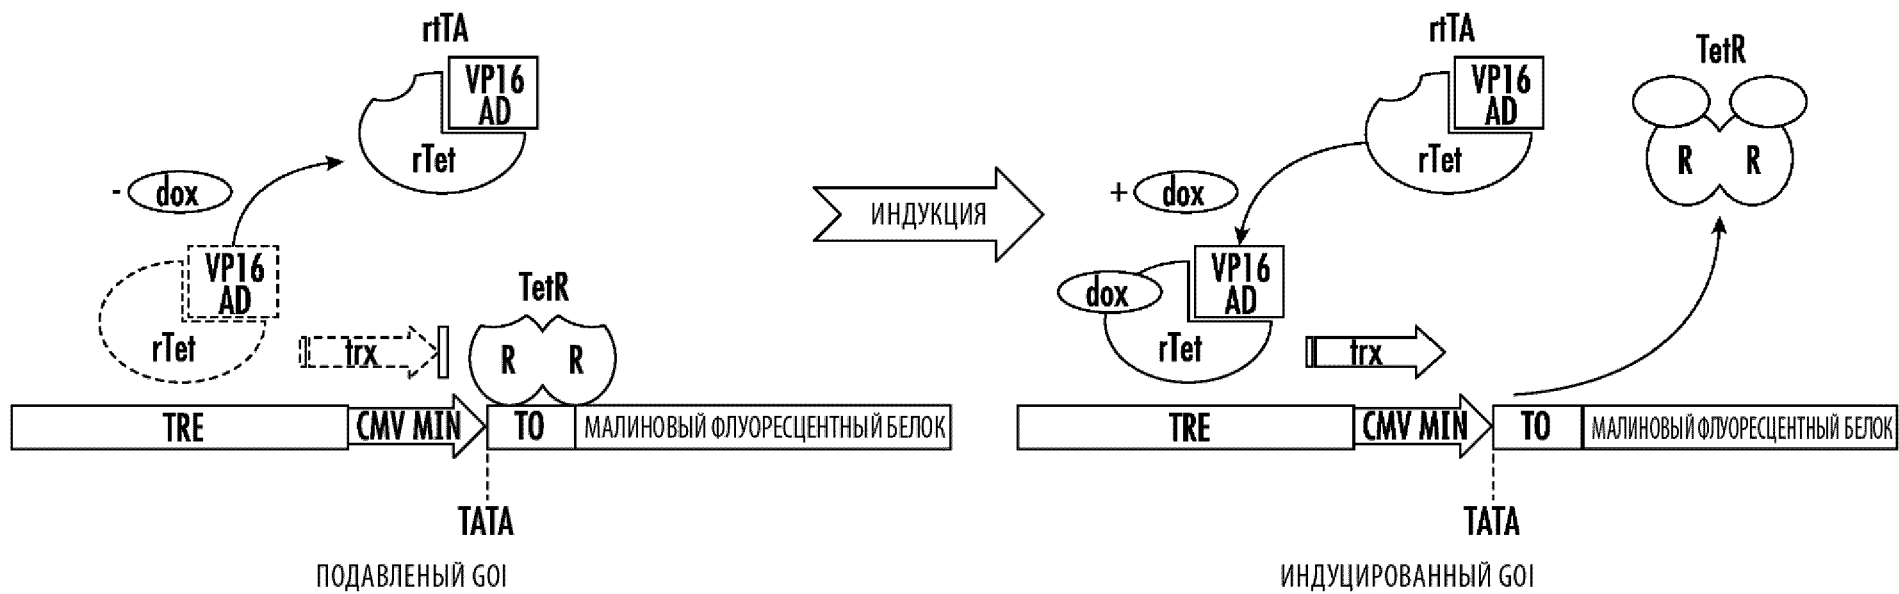 rtTA
VP16
AD
rTet
- dox
VP16
AD
rTet
trx
TetR
R R
TRE
CMV MIN
TO
МАЛИНОВЫЙ ФЛУОРЕСЦЕНТНЫЙ БЕЛОК
TATA
ПОДАВЛЕНЫЙ GOI
ИНДУКЦИЯ
rtTA
VP16
AD
rTet
TetR
R R
+ dox
VP16
AD
dox
rTet
trx
TRE
CMV MIN
TO
МАЛИНОВЫЙ ФЛУОРЕСЦЕНТНЫЙ БЕЛОК
TATA
ИНДУЦИРОВАННЫЙ GOI